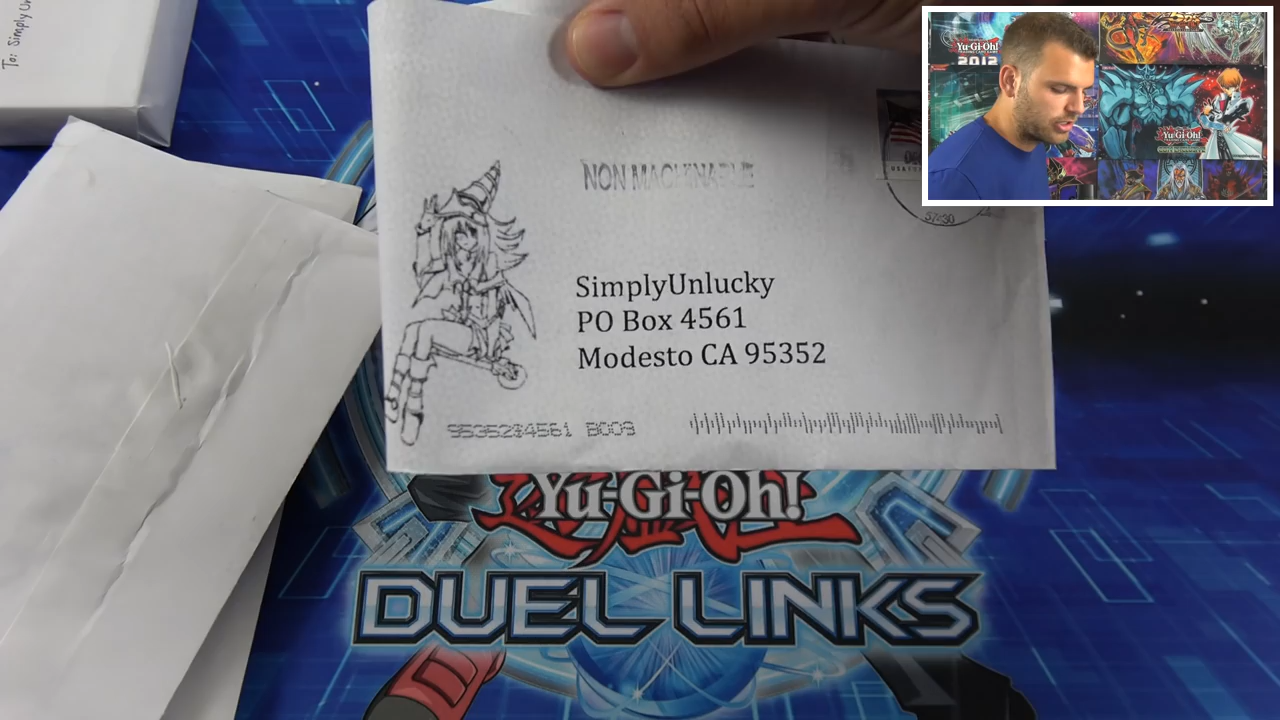 To: Simply
NON MACHINABLE
57430
SimplyUnlucky
PO Box 4561
Modesto CA 95352
95352$4561 B009
Yu-Gi-Oh!
DUEL LINKS
Yu-Gi-Oh!
2012
Yu-Gi-Oh!